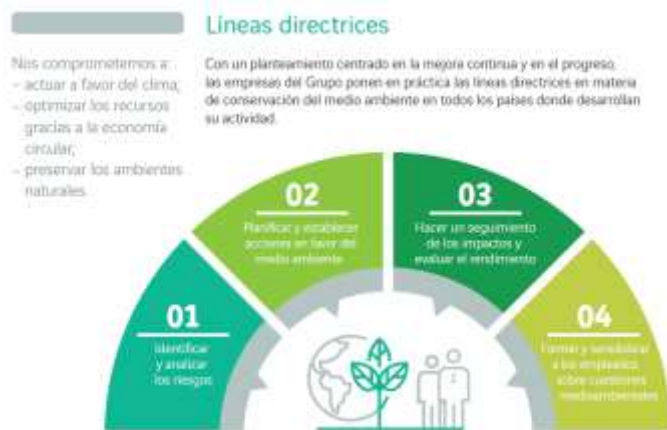 Líneas directrices
Nos comprometemos a:
– actuar a favor del clima;
– optimizar los recursos
gracias a la economía
circular;
– preservar los ambientes
naturales.
Con un planteamiento centrado en la mejora continua y en el progreso,
las empresas del Grupo ponen en práctica las líneas directrices en materia
de conservación del medio ambiente en todos los países donde desarrollan
su actividad.
01
Identificar
y analizar
los riesgos
02
Planificar y establecer
acciones en favor del
medio ambiente
03
Hacer un seguimiento
de los impactos y
evaluar el rendimiento
04
Formar y sensibilizar
a los empleados
sobre cuestiones
medioambientales